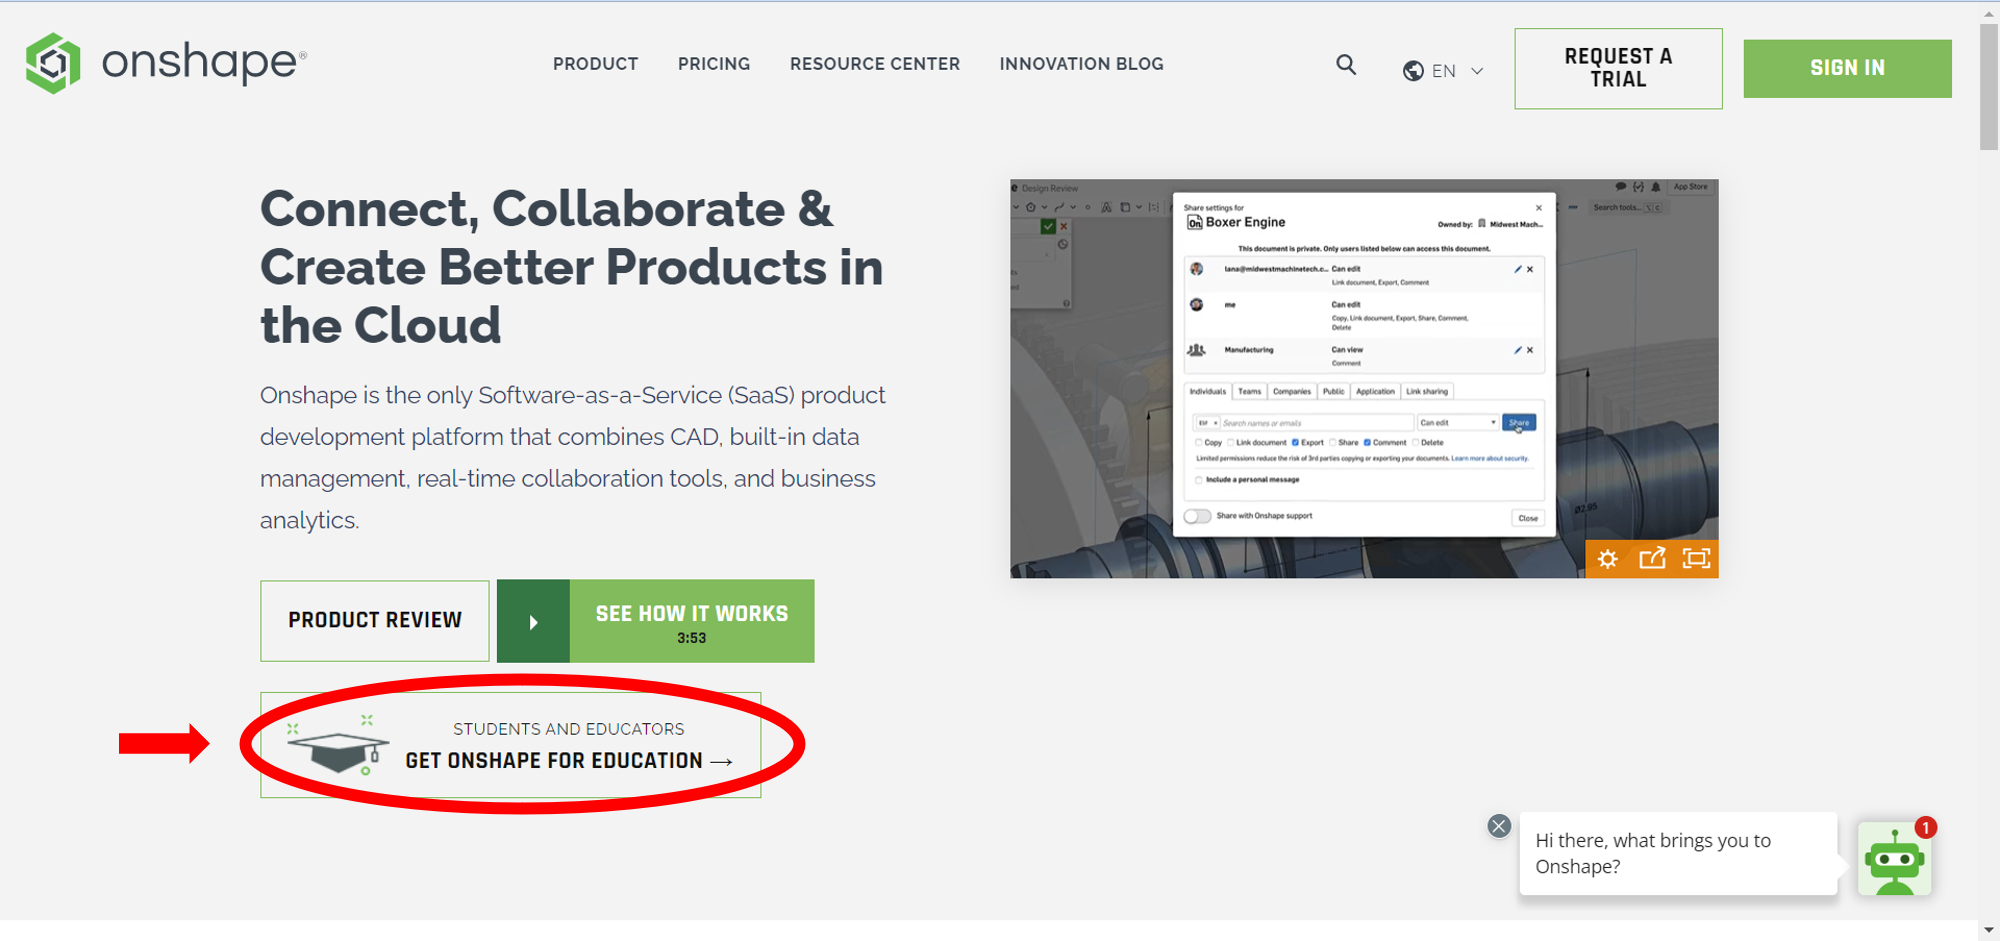 onshape®
PRODUCT
PRICING
RESOURCE CENTER
INNOVATION BLOG
EN
REQUEST A
TRIAL
SIGN IN
Connect, Collaborate &
Create Better Products in
the Cloud
Onshape is the only Software-as-a-Service (SaaS) product
development platform that combines CAD, built-in data
management, real-time collaboration tools, and business
analytics.
PRODUCT REVIEW
SEE HOW IT WORKS
3:53
STUDENTS AND EDUCATORS
GET ONSHAPE FOR EDUCATION →
Design Review
App Store
Search tools...
Share settings for
On Boxer Engine
Owned by: Midwest Mach...
This document is private. Only users listed below can access this document.
lana@midwestmachinetech.c... Can edit
Link document, Export, Comment
me Can edit
Copy, Link document, Export, Share, Comment,
Delete
Manufacturing Can view
Comment
Individuals Teams Companies Public Application Link sharing
Search names or emails Can edit Share
Copy Link document Export Share Comment Delete
Limited permissions reduce the risk of 3rd parties copying or exporting your documents. Learn more about security.
Include a personal message
Share with Onshape support
Close
Ø2.95
Hi there, what brings you to
Onshape?
1